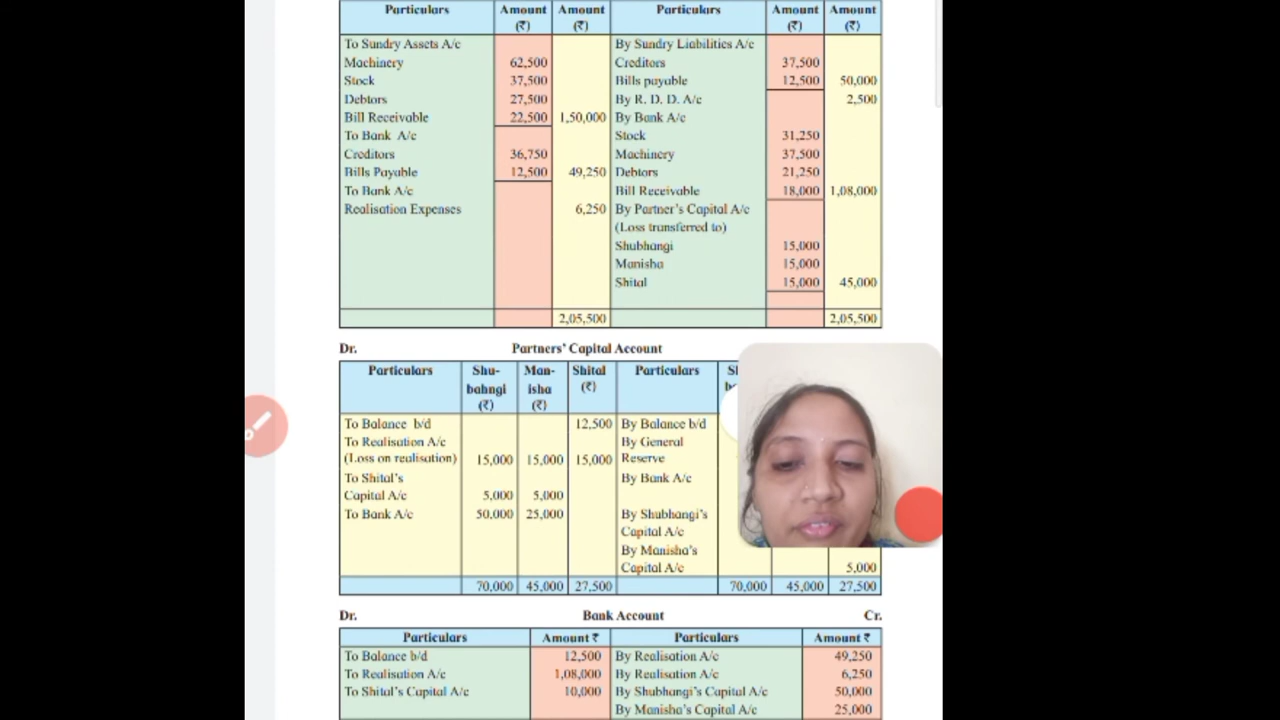 Particulars Amount Amount Particulars Amount Amount
(₹) (₹) (₹) (₹)
To Sundry Assets A/c By Sundry Liabilities A/c
Machinery 62,500 Creditors 37,500
Stock 37,500 Bills payable 12,500 50,000
Debtors 27,500 By R. D. D. A/c 2,500
Bill Receivable 22,500 1,50,000 By Bank A/c
To Bank A/c Stock 31,250
Creditors 36,750 Machinery 37,500
Bills Payable 12,500 49,250 Debtors 21,250
To Bank A/c Bill Receivable 18,000 1,08,000
Realisation Expenses 6,250 By Partner's Capital A/c
(Loss transferred to)
Shubhangi 15,000
Manisha 15,000
Shital 15,000 45,000
2,05,500 2,05,500
Dr. Partners' Capital Account
Particulars Shu- Man- Shital Particulars
bahngi isha (₹)
(₹) (₹)
To Balance b/d 12,500 By Balance b/d
To Realisation A/c By General
(Loss on realisation) 15,000 15,000 15,000 Reserve
To Shital's By Bank A/c
Capital A/c 5,000 5,000
To Bank A/c 50,000 25,000 By Shubhangi's
Capital A/c
By Manisha's
Capital A/c 5,000
70,000 45,000 27,500 70,000 45,000 27,500
Dr. Bank Account Cr.
Particulars Amount ₹ Particulars Amount ₹
To Balance b/d 12,500 By Realisation A/c 49,250
To Realisation A/c 1,08,000 By Realisation A/c 6,250
To Shital's Capital A/c 10,000 By Shubhangi's Capital A/c 50,000
By Manisha's Capital A/c 25,000